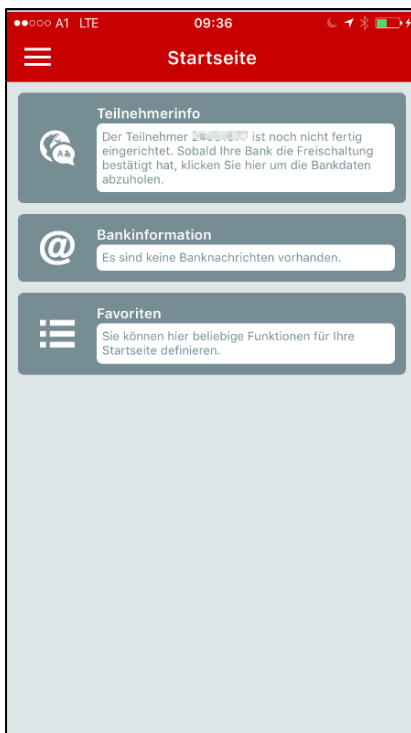 A1 LTE 09:36
Startseite
Teilnehmerinfo
Der Teilnehmer ist noch nicht fertig
eingerichtet. Sobald Ihre Bank die Freischaltung
bestätigt hat, klicken Sie hier um die Bankdaten
abzuholen.
Bankinformation
@
Es sind keine Banknachrichten vorhanden.
Favoriten
Sie können hier beliebige Funktionen für Ihre
Startseite definieren.